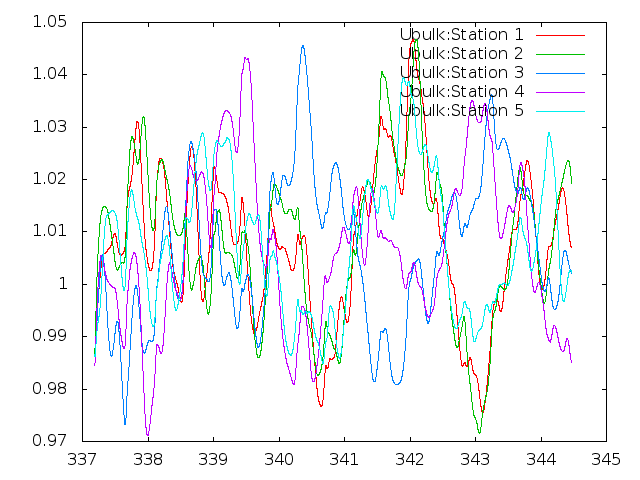 1.05
1.04
1.03
1.02
1.01
1
0.99
0.98
0.97
337 338 339 340 341 342 343 344 345
Ubulk:Station 1
Ubulk:Station 2
Ubulk:Station 3
Ubulk:Station 4
Ubulk:Station 5